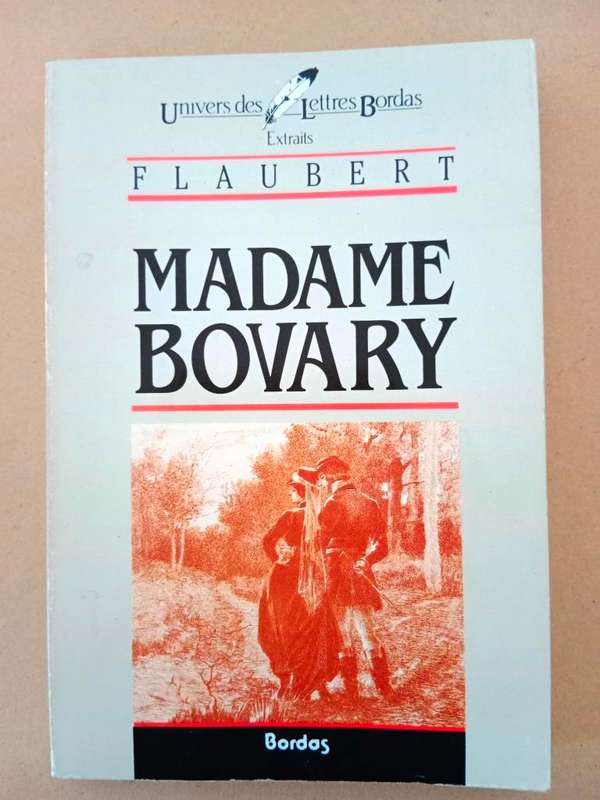 Univers des Lettres Bordas
Extraits
FLAUBERT
MADAME
BOVARY
Bordas